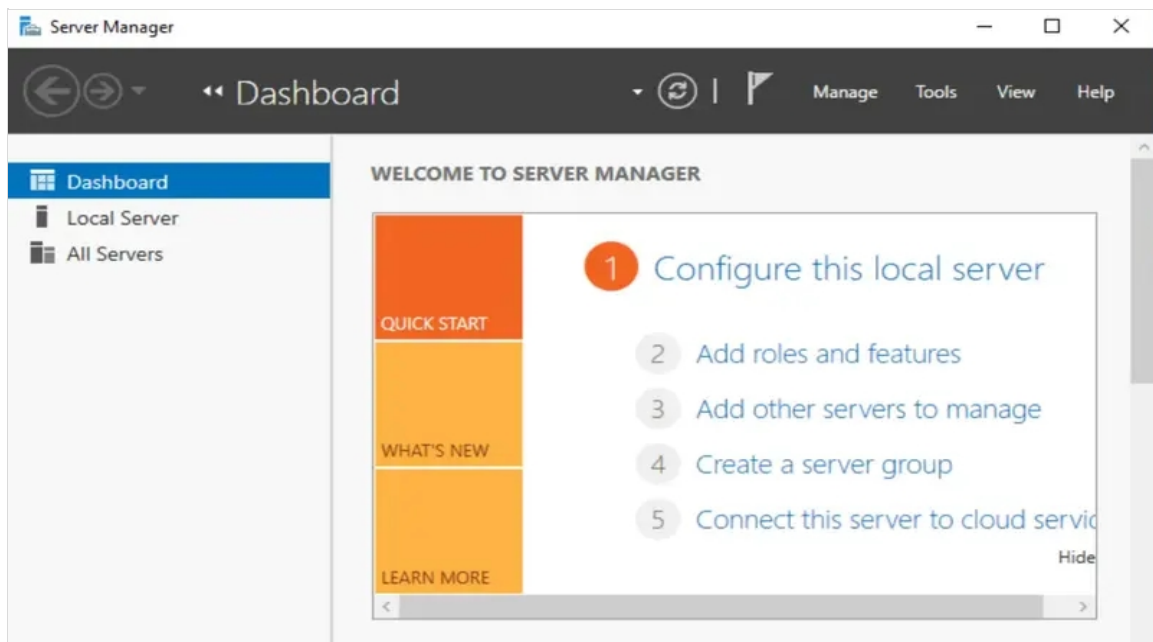 Server Manager
Dashboard
Manage Tools View Help
Dashboard
Local Server
All Servers
WELCOME TO SERVER MANAGER
QUICK START
WHAT'S NEW
LEARN MORE
1 Configure this local server
2 Add roles and features
3 Add other servers to manage
4 Create a server group
5 Connect this server to cloud servic
Hide